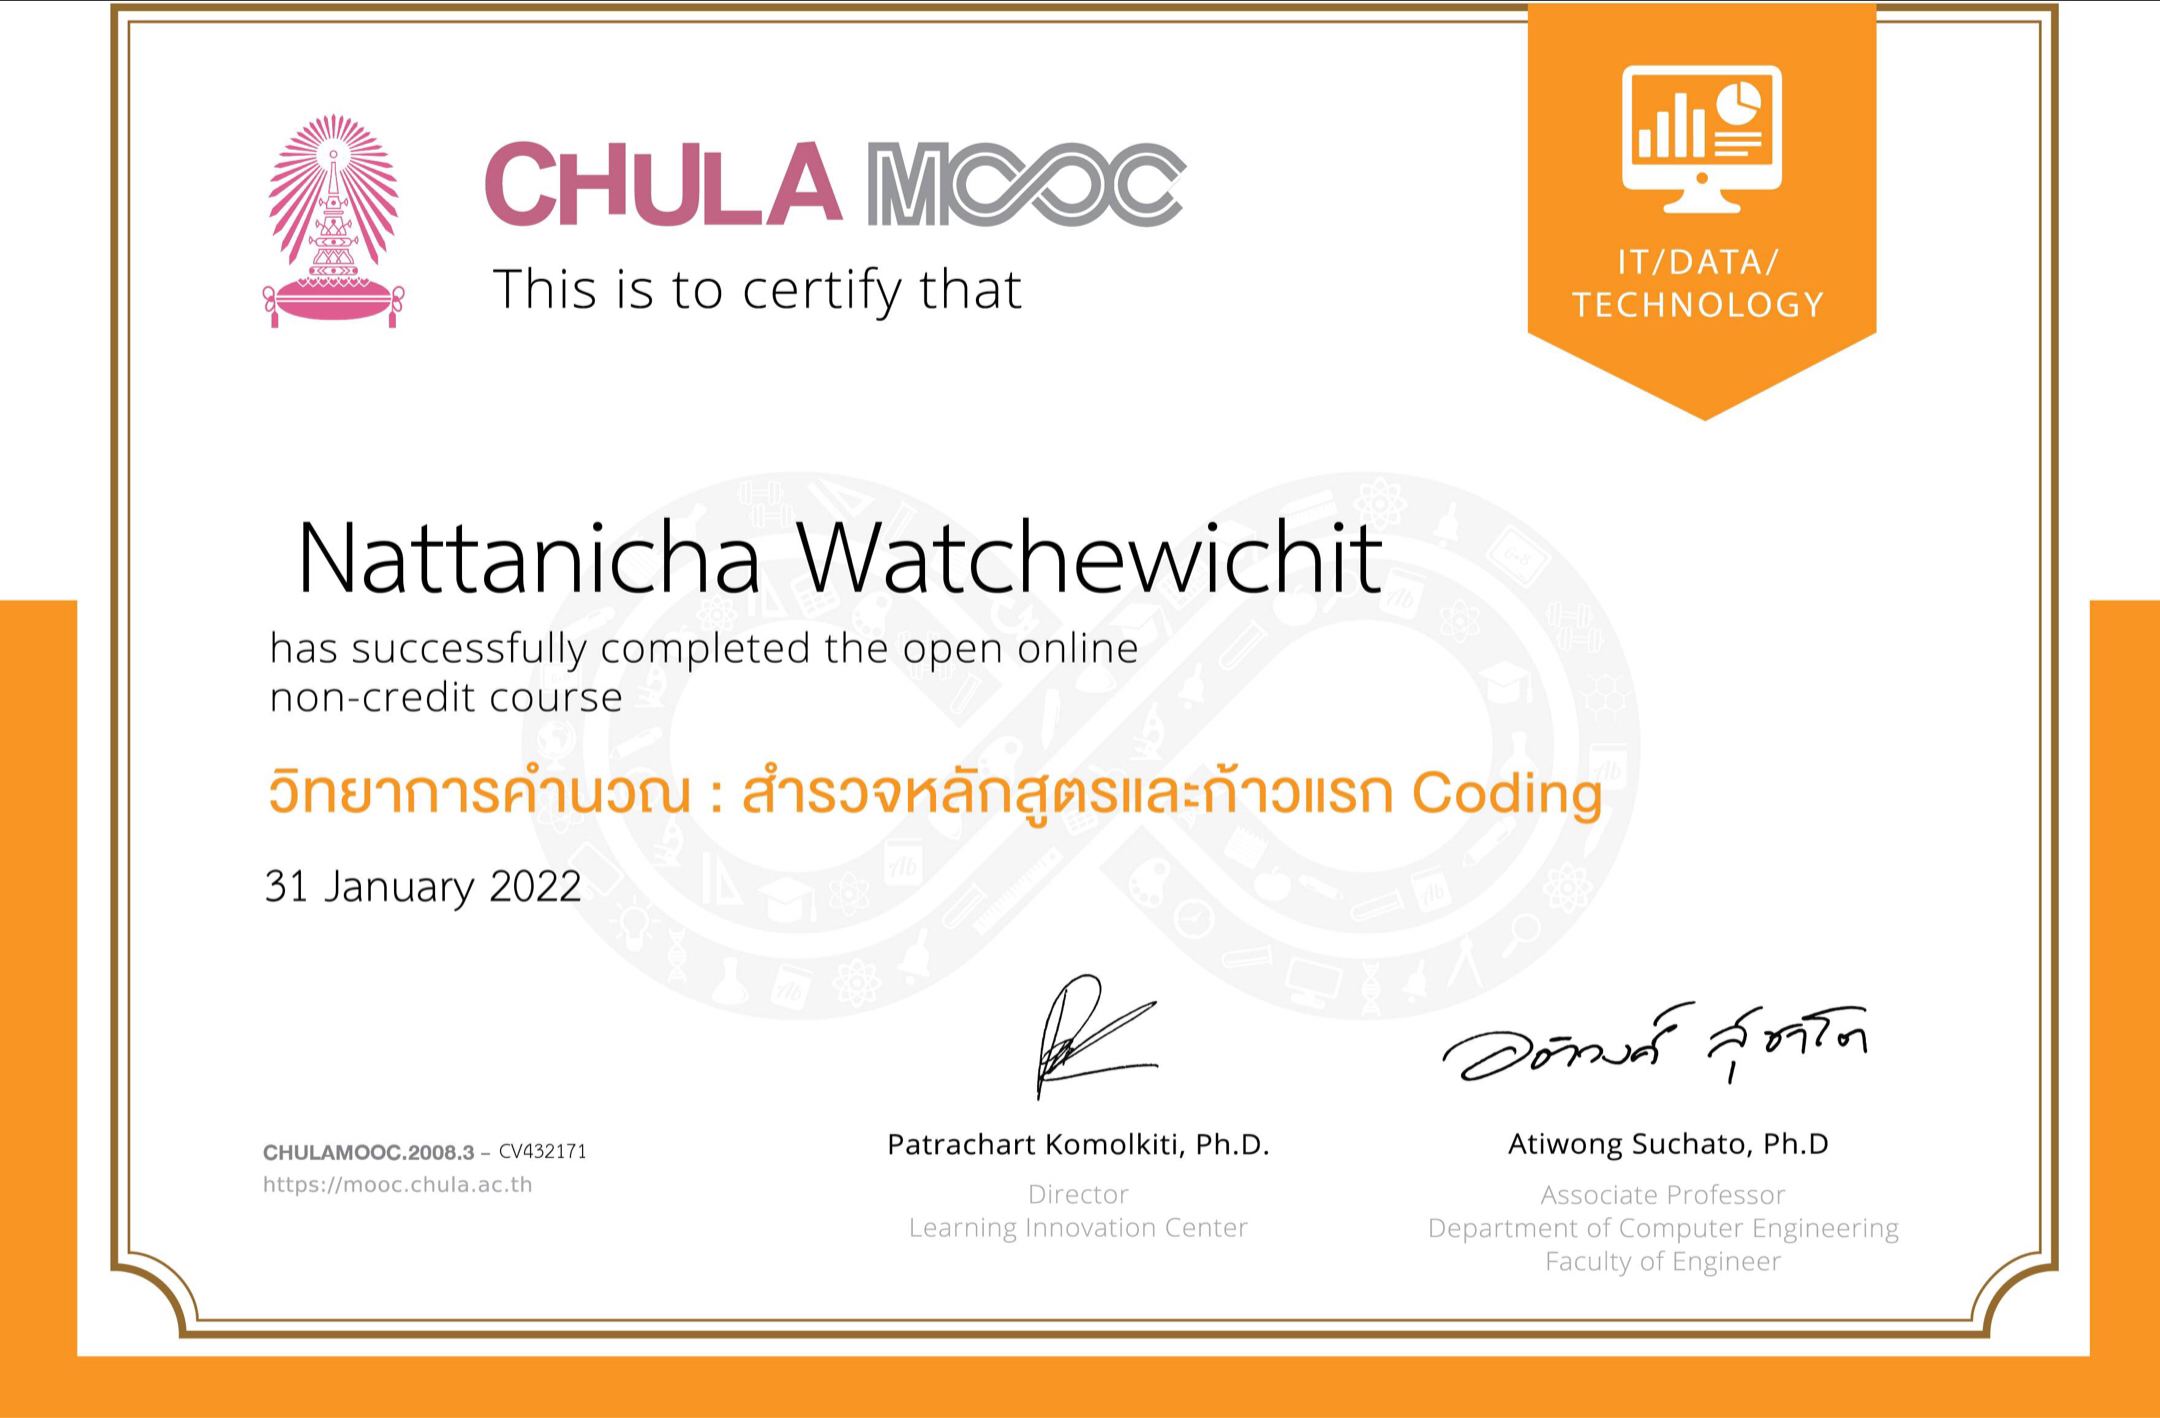 CHULA MOOC
This is to certify that
IT/DATA/
TECHNOLOGY
Nattanicha Watchewichit
has successfully completed the open online
non-credit course
วิทยาการคำนวณ : สำรวจหลักสูตรและก้าวแรก Coding
31 January 2022
อติวงศ์ สุชาโต
Patrachart Komolkiti, Ph.D.
Director
Learning Innovation Center
Atiwong Suchato, Ph.D
Associate Professor
Department of Computer Engineering
Faculty of Engineer
CHULAMOOC.2008.3 – CV432171
https://mooc.chula.ac.th